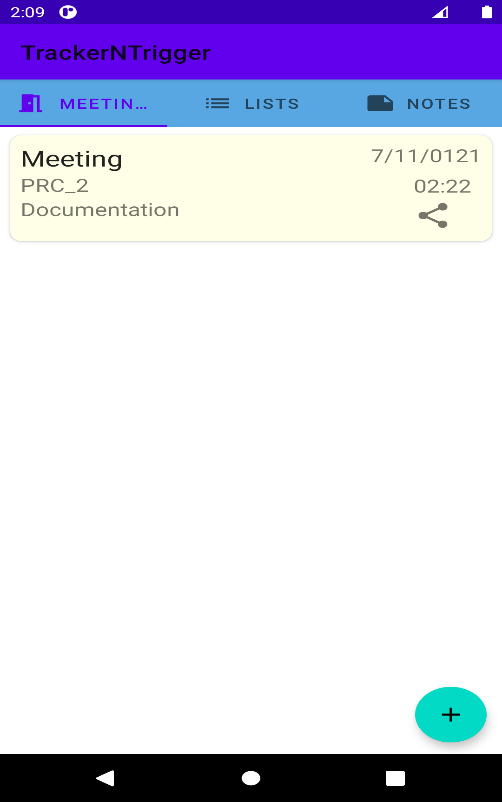 2:09
TrackerNTrigger
MEETIN...
LISTS
NOTES
Meeting
7/11/0121
PRC_2
02:22
Documentation